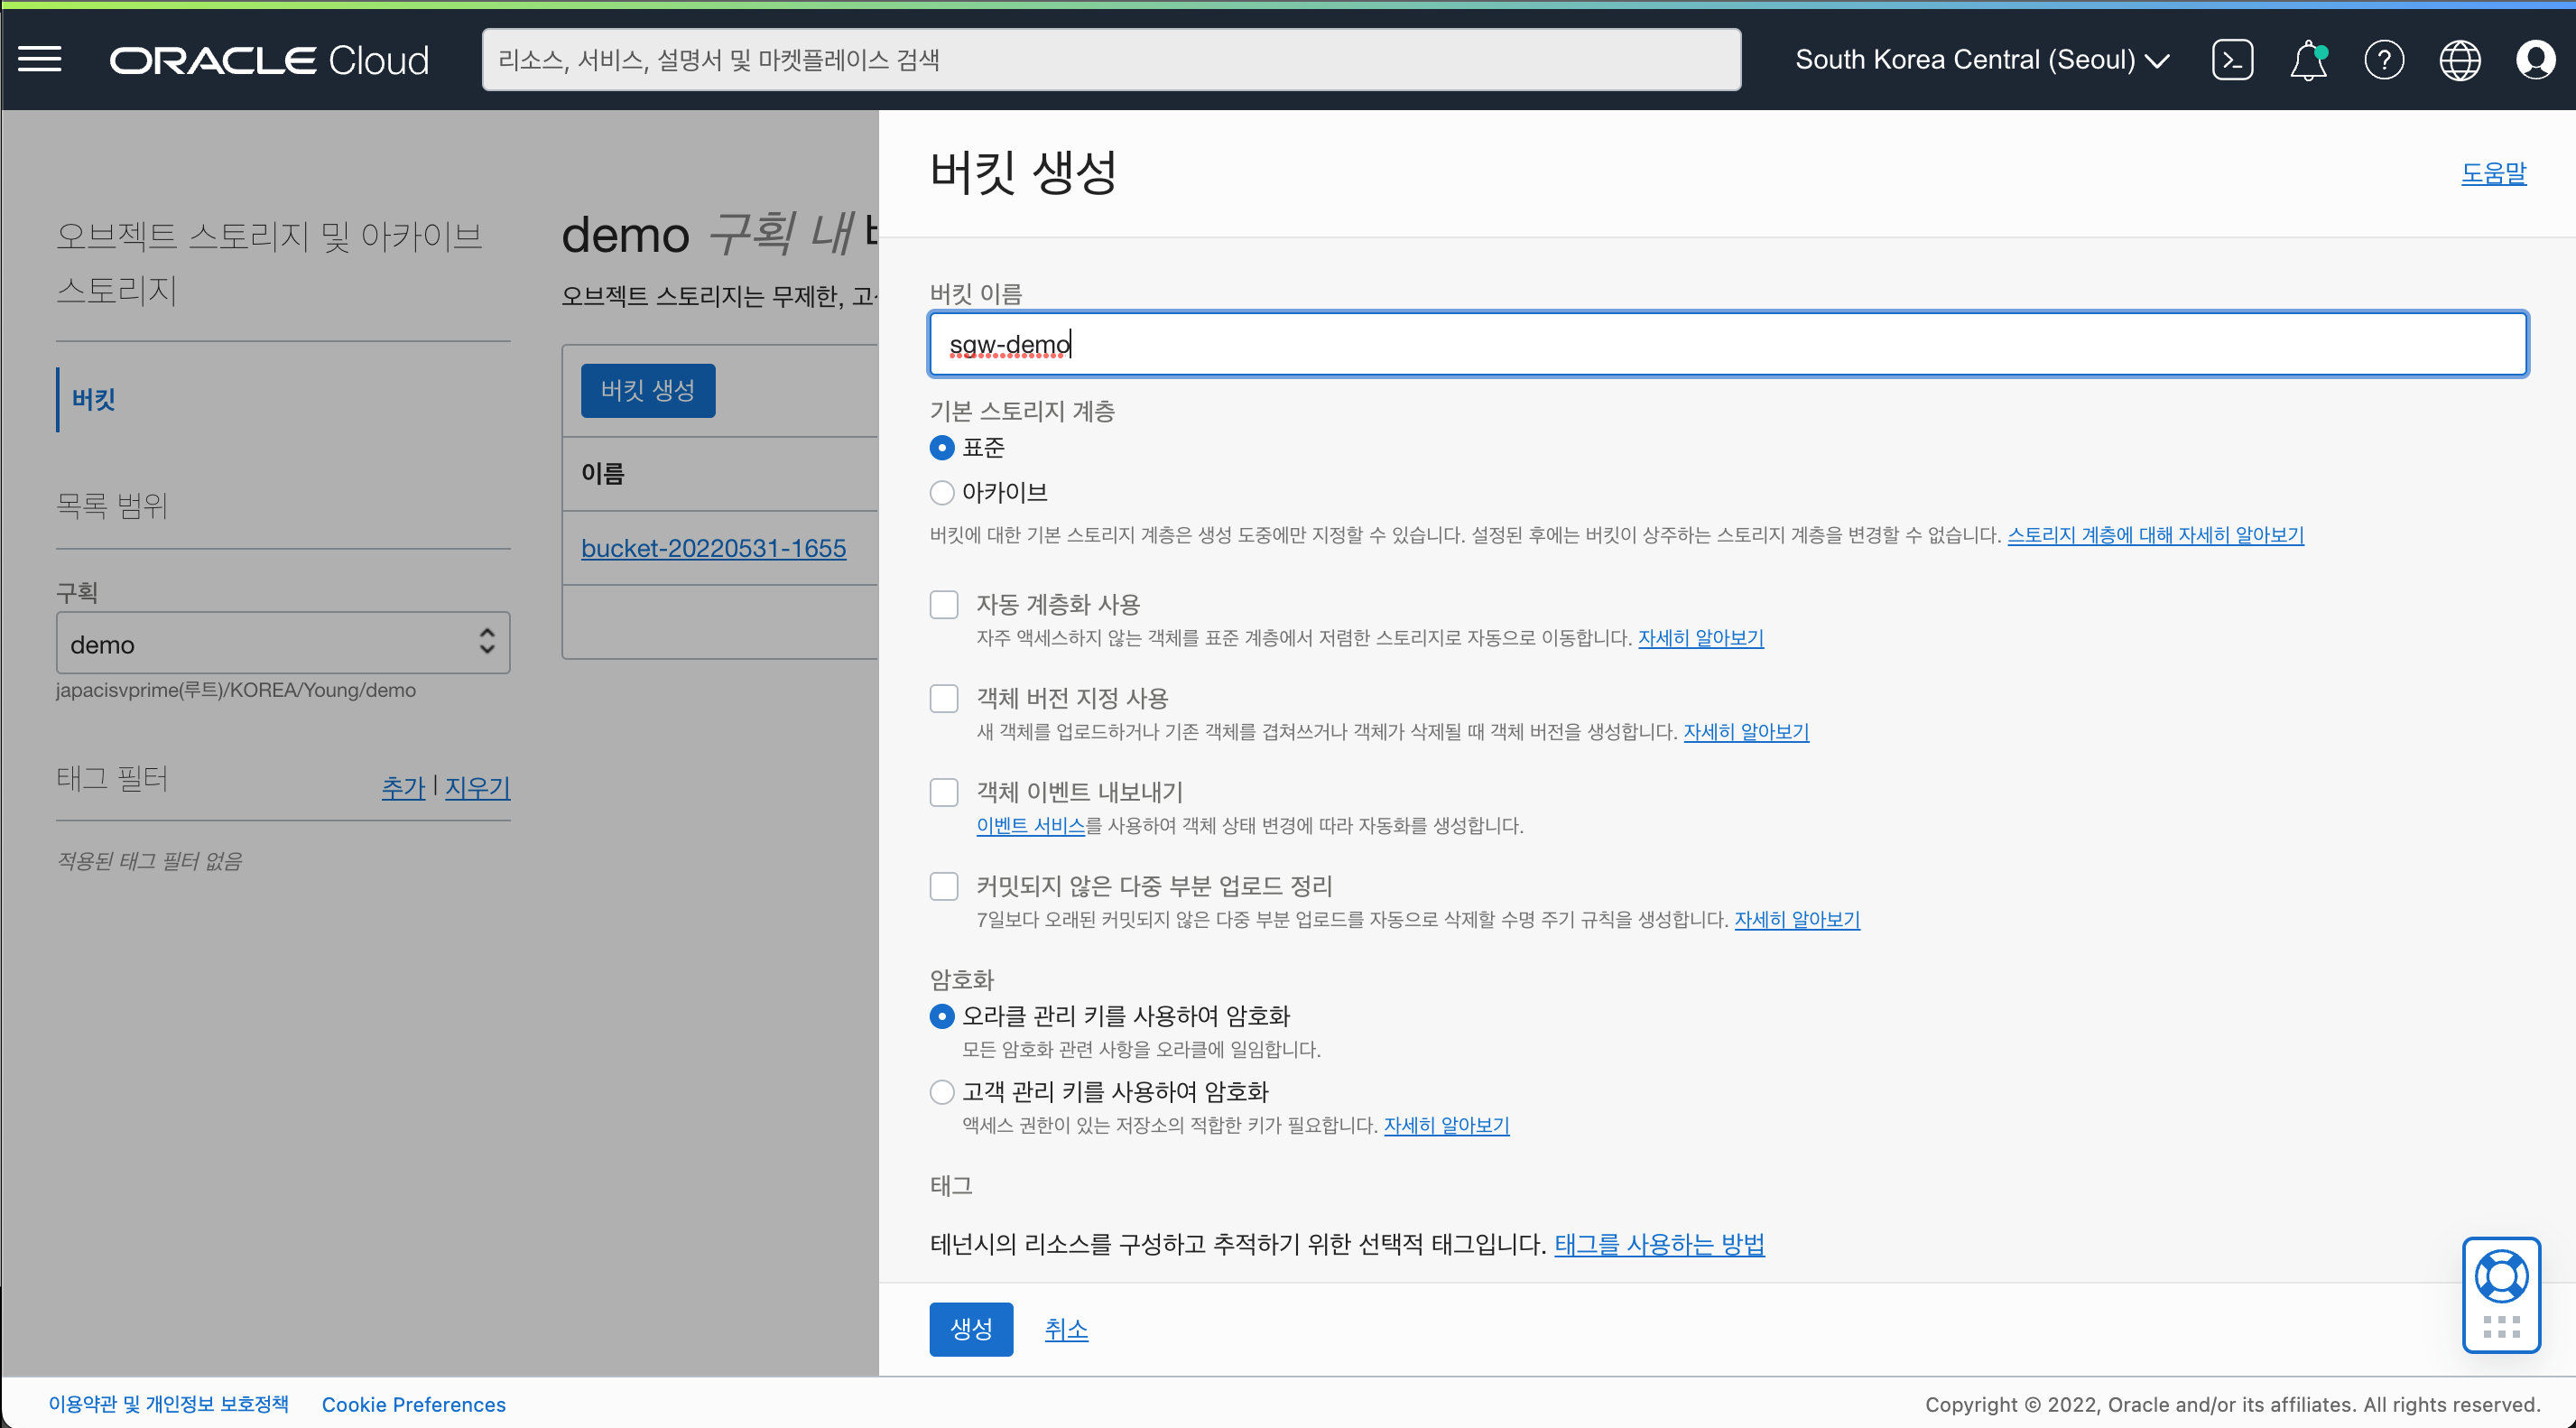 ORACLE Cloud
리소스, 서비스, 설명서 및 마켓플레이스 검색
South Korea Central (Seoul)
오브젝트 스토리지 및 아카이브
스토리지
버킷
목록 범위
구획
demo
japacisvprime(루트)/KOREA/Young/demo
태그 필터
추가 | 지우기
적용된 태그 필터 없음
demo 구획 내
오브젝트 스토리지는 무제한,
버킷 생성
이름
bucket-20220531-1655
버킷 생성
도움말
버킷 이름
sgw-demo
기본 스토리지 계층
표준
아카이브
버킷에 대한 기본 스토리지 계층은 생성 도중에만 지정할 수 있습니다. 설정된 후에는 버킷이 상주하는 스토리지 계층을 변경할 수 없습니다. 스토리지 계층에 대해 자세히 알아보기
자동 계층화 사용
자주 액세스하지 않는 객체를 표준 계층에서 저렴한 스토리지로 자동으로 이동합니다. 자세히 알아보기
객체 버전 지정 사용
새 객체를 업로드하거나 기존 객체를 겹쳐쓰거나 객체가 삭제될 때 객체 버전을 생성합니다. 자세히 알아보기
객체 이벤트 내보내기
이벤트 서비스를 사용하여 객체 상태 변경에 따라 자동화를 생성합니다.
커밋되지 않은 다중 부분 업로드 정리
7일보다 오래된 커밋되지 않은 다중 부분 업로드를 자동으로 삭제할 수명 주기 규칙을 생성합니다. 자세히 알아보기
암호화
오라클 관리 키를 사용하여 암호화
모든 암호화 관련 사항을 오라클에 일임합니다.
고객 관리 키를 사용하여 암호화
액세스 권한이 있는 저장소의 적합한 키가 필요합니다. 자세히 알아보기
태그
테넌시의 리소스를 구성하고 추적하기 위한 선택적 태그입니다. 태그를 사용하는 방법
생성
취소
이용약관 및 개인정보 보호정책
Cookie Preferences
Copyright © 2022, Oracle and/or its affiliates. All rights reserved.